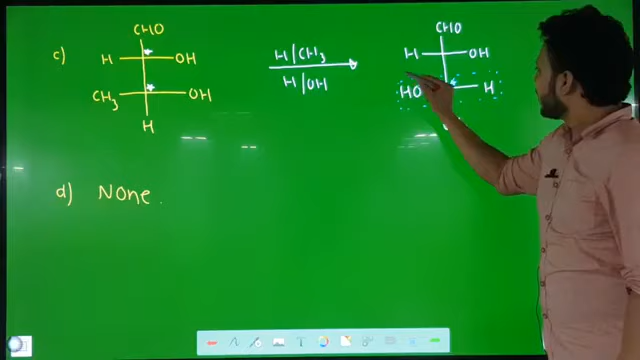 c)
CHO
H OH
CH3 OH
H
H/CH3
H/OH
CHO
H OH
HO H
d) None.
T